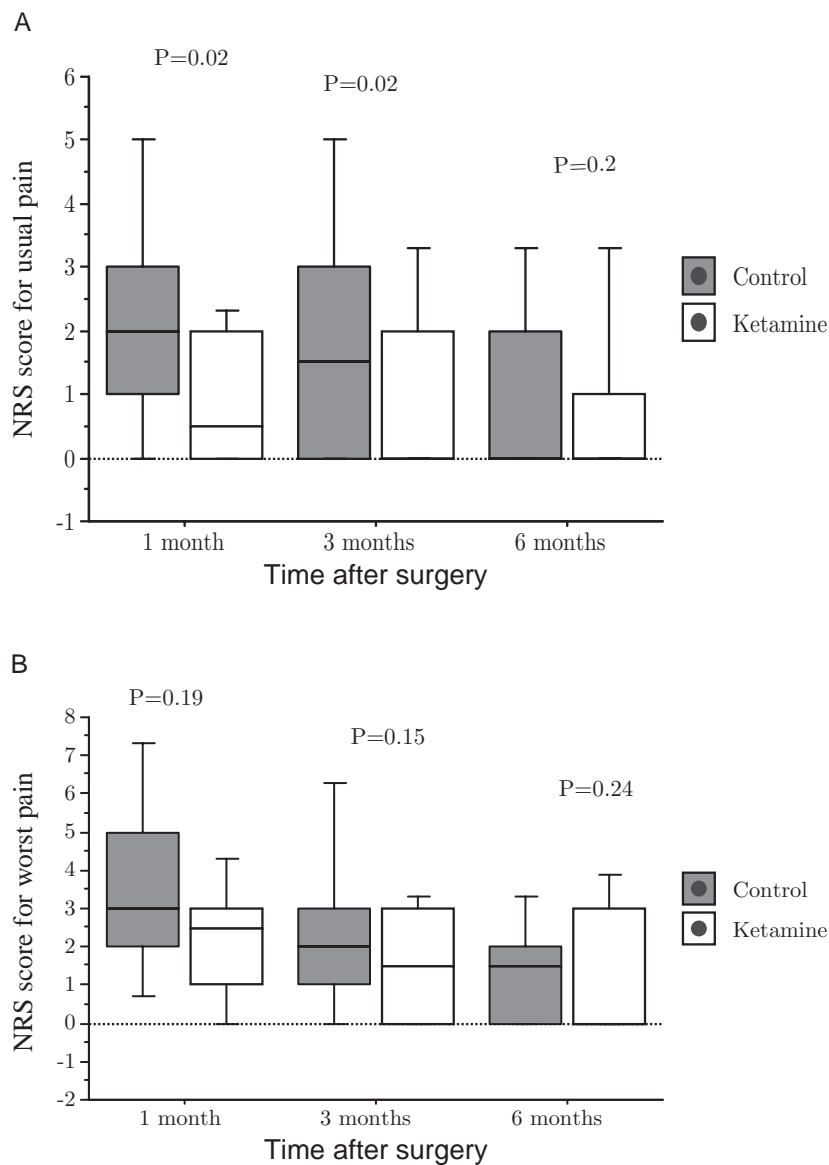 A
P=0.02
P=0.02
P=0.2
NRS score for usual pain
6
5
4
3
2
1
0
-1
1 month 3 months 6 months
Time after surgery
Control
Ketamine
B
P=0.19
P=0.15
P=0.24
NRS score for worst pain
8
7
6
5
4
3
2
1
0
-1
-2
1 month 3 months 6 months
Time after surgery
Control
Ketamine